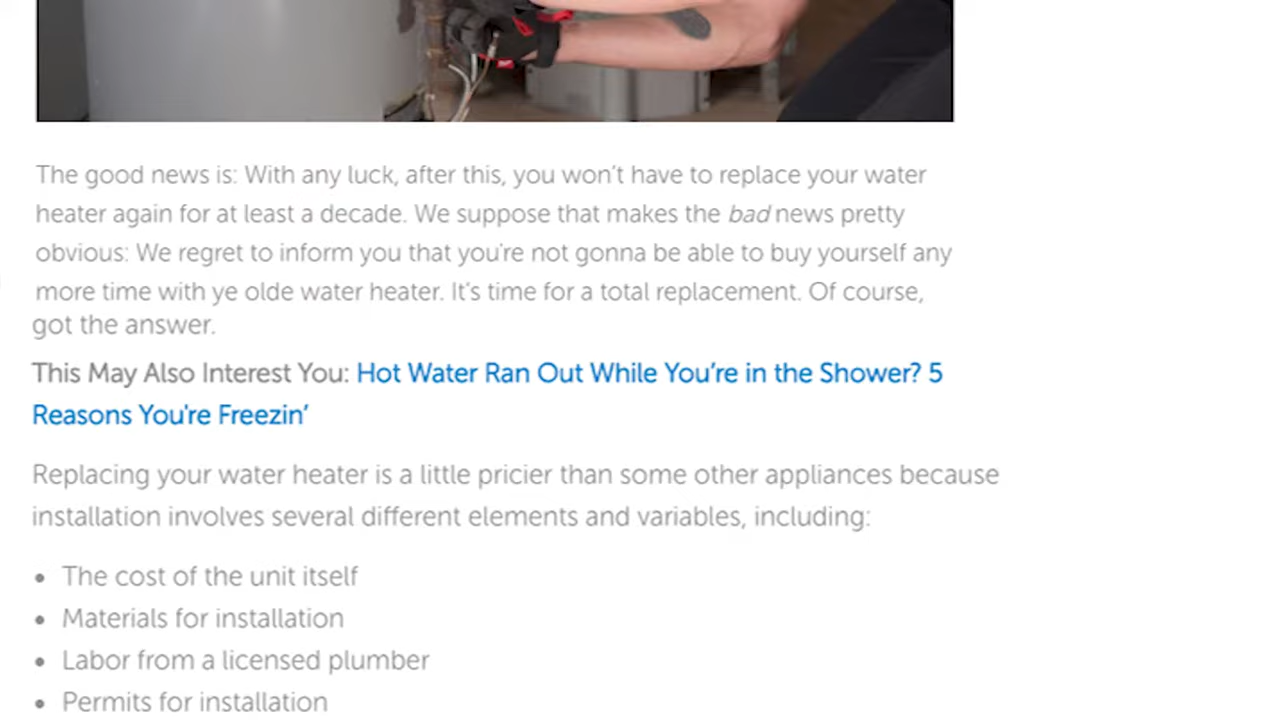 The good news is: With any luck, after this, you won’t have to replace your water
heater again for at least a decade. We suppose that makes the bad news pretty
obvious: We regret to inform you that you're not gonna be able to buy yourself any
more time with ye olde water heater. It’s time for a total replacement. Of course,
got the answer.
This May Also Interest You: Hot Water Ran Out While You’re in the Shower? 5
Reasons You're Freezin’
Replacing your water heater is a little pricier than some other appliances because
installation involves several different elements and variables, including:
• The cost of the unit itself
• Materials for installation
• Labor from a licensed plumber
• Permits for installation